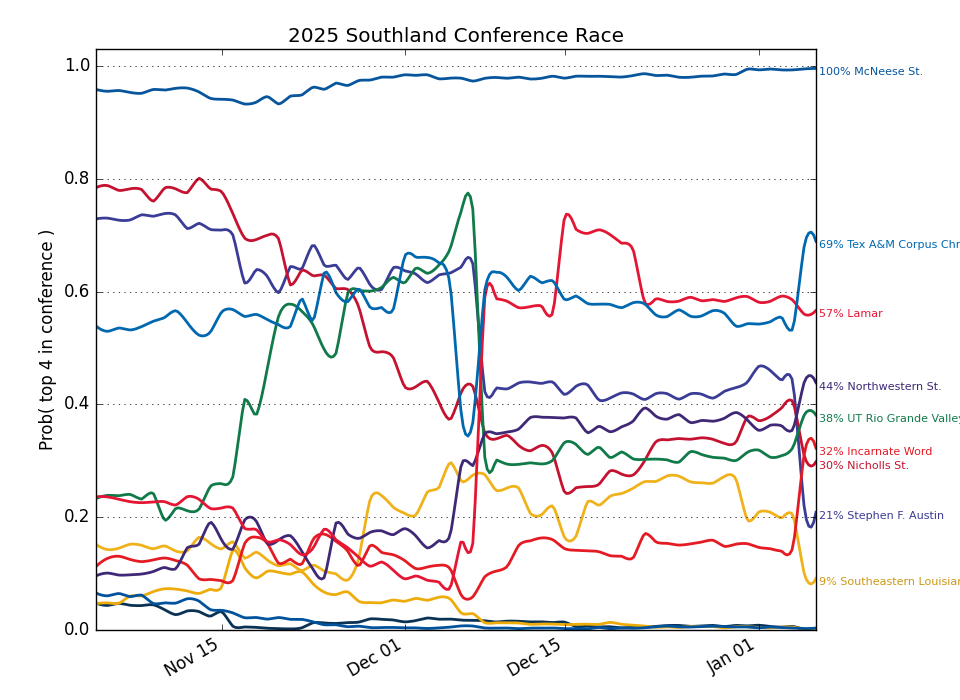 2025 Southland Conference Race
Prob( top 4 in conference )
1.0
0.8
0.6
0.4
0.2
0.0
Nov 15
Dec 01
Dec 15
Jan 01
100% McNeese St.
69% Tex A&M Corpus Chr
57% Lamar
44% Northwestern St.
38% UT Rio Grande Valley
32% Incarnate Word
30% Nicholls St.
21% Stephen F. Austin
9% Southeastern Louisian